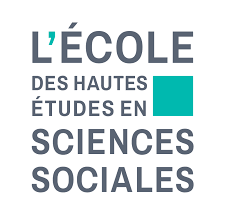 L'ÉCOLE
DES HAUTES
ÉTUDES EN
SCIENCES
SOCIALES